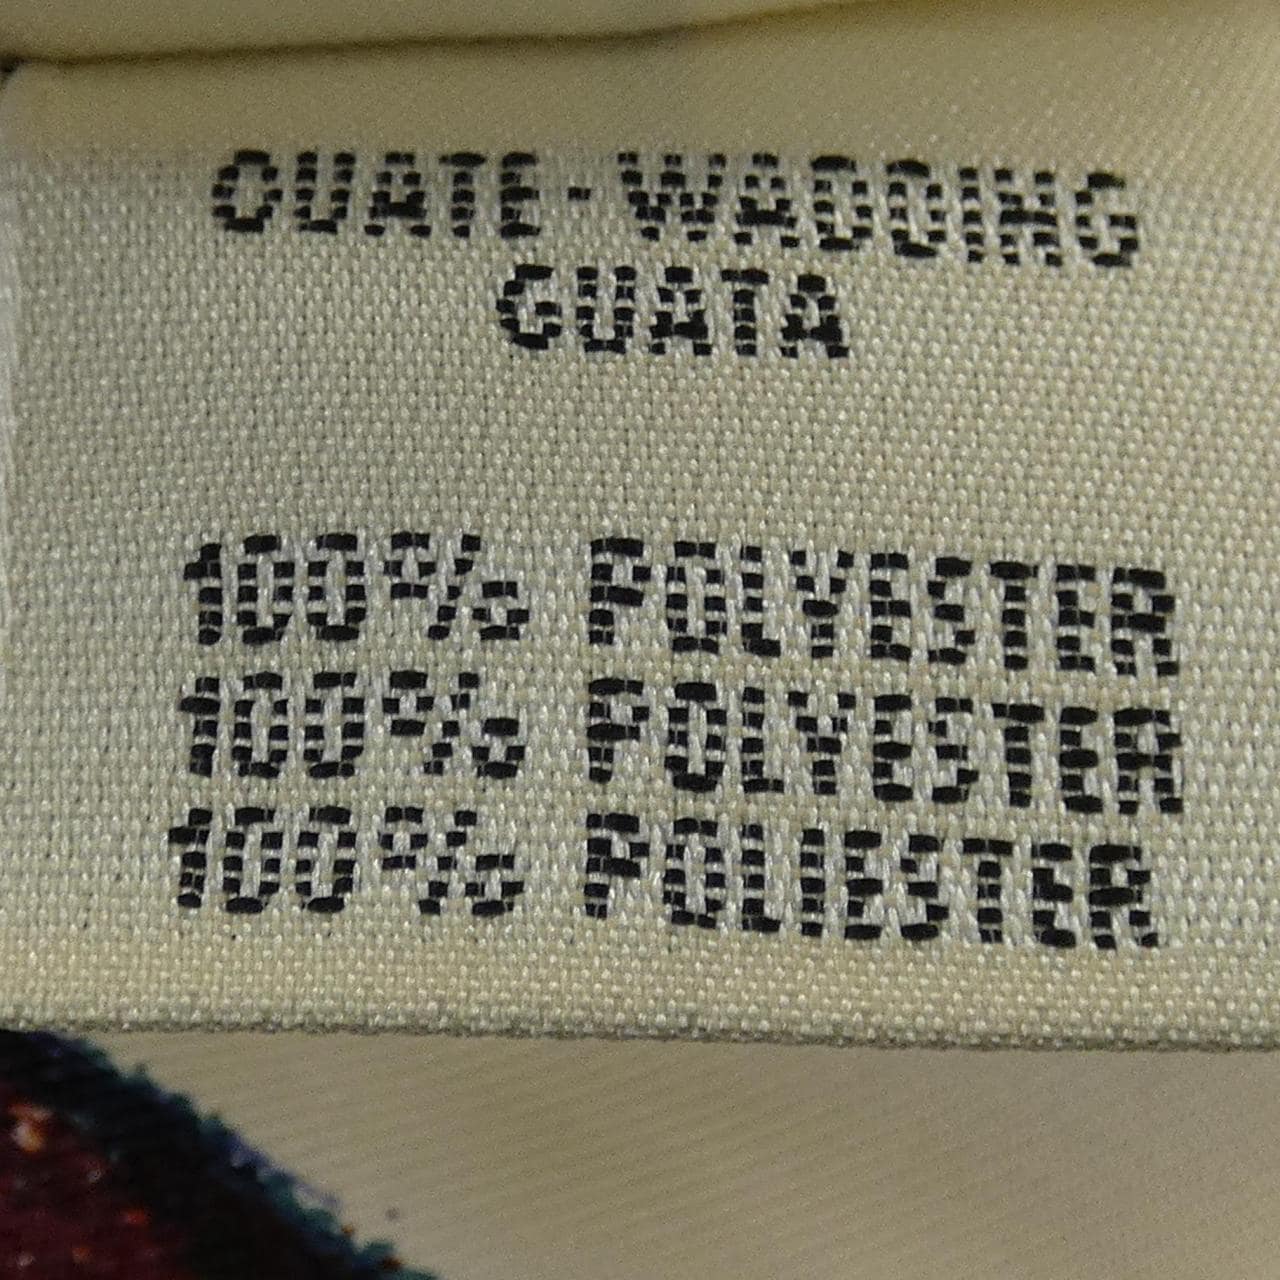 OUATE-WADDING
GUATA
100% POLYESTER
100% POLYESTER
100% POLIESTER